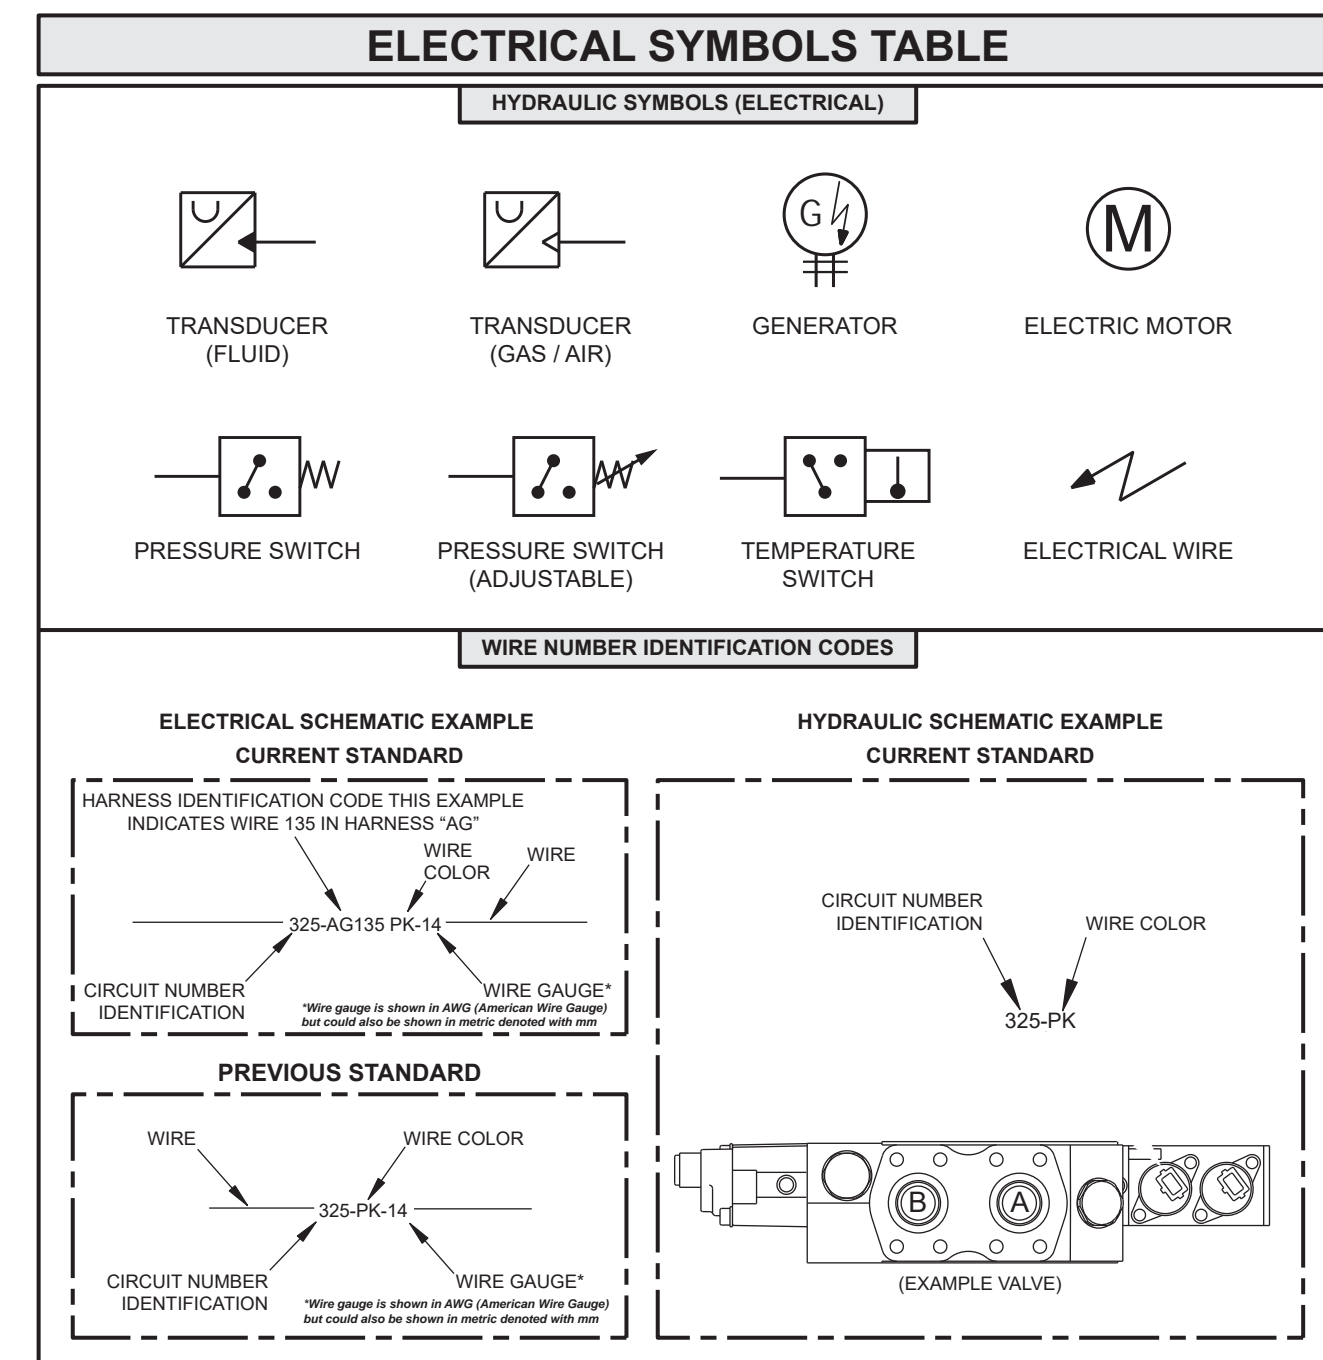 ELECTRICAL SYMBOLS TABLE
HYDRAULIC SYMBOLS (ELECTRICAL)
G
M
TRANSDUCER
(FLUID)
TRANSDUCER
(GAS / AIR)
GENERATOR
ELECTRIC MOTOR
PRESSURE SWITCH
PRESSURE SWITCH
(ADJUSTABLE)
TEMPERATURE
SWITCH
ELECTRICAL WIRE
WIRE NUMBER IDENTIFICATION CODES
ELECTRICAL SCHEMATIC EXAMPLE
CURRENT STANDARD
HARNESS IDENTIFICATION CODE THIS EXAMPLE
INDICATES WIRE 135 IN HARNESS “AG”
WIRE
COLOR
WIRE
325-AG135 PK-14
CIRCUIT NUMBER
IDENTIFICATION
WIRE GAUGE*
*Wire gauge is shown in AWG (American Wire Gauge)
but could also be shown in metric denoted with mm
PREVIOUS STANDARD
WIRE
WIRE COLOR
325-PK-14
CIRCUIT NUMBER
IDENTIFICATION
WIRE GAUGE*
*Wire gauge is shown in AWG (American Wire Gauge)
but could also be shown in metric denoted with mm
HYDRAULIC SCHEMATIC EXAMPLE
CURRENT STANDARD
CIRCUIT NUMBER
IDENTIFICATION
WIRE COLOR
325-PK
B
A
(EXAMPLE VALVE)